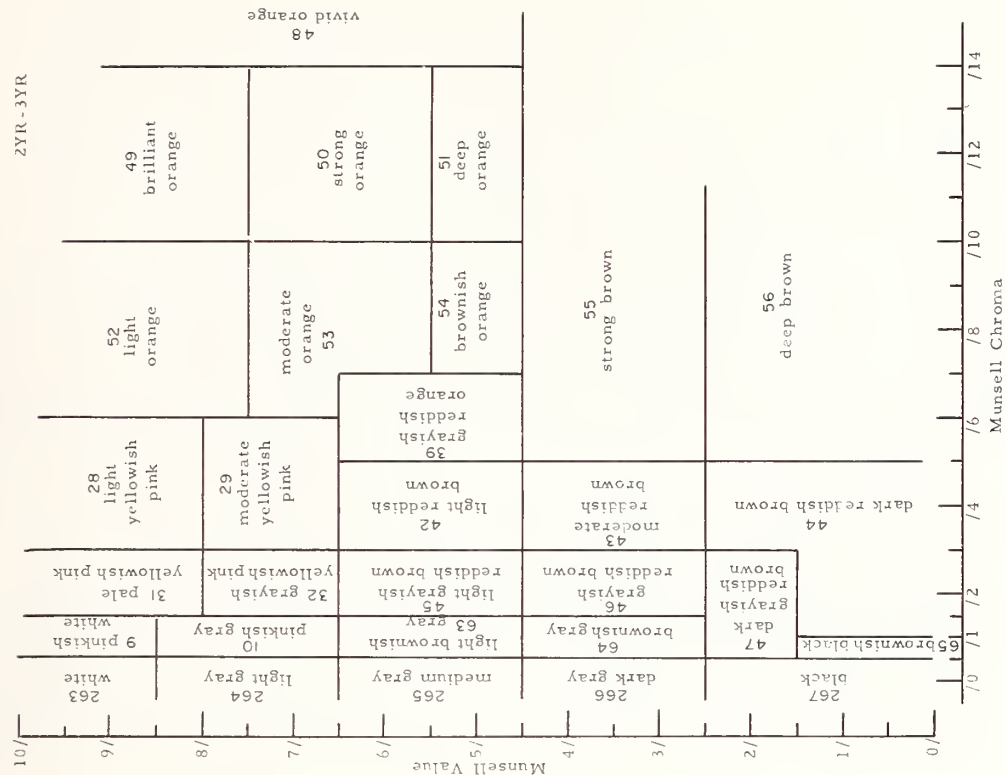 2YR-3YR
48
vivid orange
49
brilliant
orange
50
strong
orange
51
deep
orange
52
light
orange
moderate
orange
53
54
brownish
orange
55
strong brown
56
deep brown
28
light
yellowish
pink
29
moderate
yellowish
pink
39
grayish
reddish
orange
42
light reddish
brown
43
moderate
reddish
brown
44
dark reddish brown
31 pale
yellowish pink
32 grayish
yellowish pink
45
light grayish
reddish brown
46
grayish
reddish brown
47
dark
grayish
reddish
brown
9 pinkish
white
10
pinkish gray
light brownish
63 gray
64
brownish gray
65 brownish black
263
white
264
light gray
265
medium gray
266
dark gray
267
black
10/
9/
8/
7/
6/
5/
4/
3/
2/
1/
0/
Munsell Value
/0
/1
/2
/4
/6
/8
/10
/12
/14
Munsell Chroma